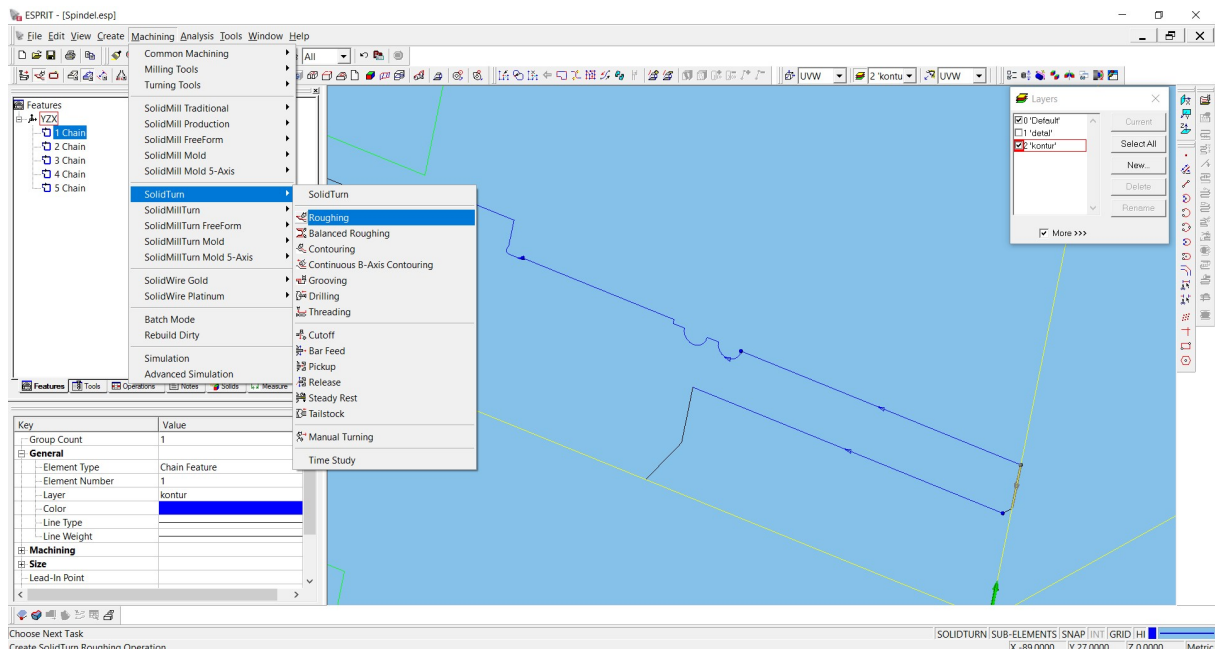 ESPRIT - [Spindel.esp]
File Edit View Create Machining Analysis Tools Window Help
All
UVW
2 'kontu
UVW
Features
YZX
1 Chain
2 Chain
3 Chain
4 Chain
5 Chain
Common Machining
Milling Tools
Turning Tools
SolidMill Traditional
SolidMill Production
SolidMill FreeForm
SolidMill Mold
SolidMill Mold 5-Axis
SolidTurn
SolidMillTurn
SolidMillTurn FreeForm
SolidMillTurn Mold
SolidMillTurn Mold 5-Axis
SolidWire Gold
SolidWire Platinum
Batch Mode
Rebuild Dirty
Simulation
Advanced Simulation
SolidTurn
Roughing
Balanced Roughing
Contouring
Continuous B-Axis Contouring
Grooving
Drilling
Threading
Cutoff
Bar Feed
Pickup
Release
Steady Rest
Tailstock
Manual Turning
Time Study
Layers
0 'Default'
1 'detal'
2 'kontur'
Current
Select All
New...
Delete
Rename
More >>>
Features Tools Operations Notes Solids Measure
Key Value
Group Count 1
General
Element Type Chain Feature
Element Number 1
Layer kontur
Color
Line Type
Line Weight
Machining
Size
Lead-In Point
Choose Next Task
SOLIDTURN SUB-ELEMENTS SNAP INT GRID HI
Create SolidTurn Roughing Operation
X -89.0000 Y 27.0000 Z 0.0000 Metric